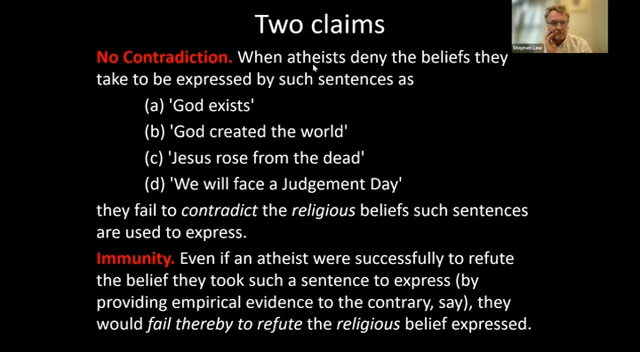 Two claims
Stephen Law
No Contradiction. When atheists deny the beliefs they
take to be expressed by such sentences as
(a) 'God exists'
(b) 'God created the world'
(c) 'Jesus rose from the dead'
(d) 'We will face a Judgement Day'
they fail to contradict the religious beliefs such sentences
are used to express.
Immunity. Even if an atheist were successfully to refute
the belief they took such a sentence to express (by
providing empirical evidence to the contrary, say), they
would fail thereby to refute the religious belief expressed.